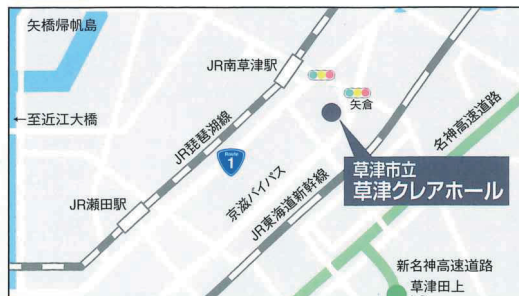 矢橋帰帆島
JR南草津駅
矢倉
←至近江大橋
JR琵琶湖線
名神高速道路
Route
1
草津市立
草津クレアホール
京滋バイパス
JR瀬田駅
JR東海道新幹線
新名神高速道路
草津田上